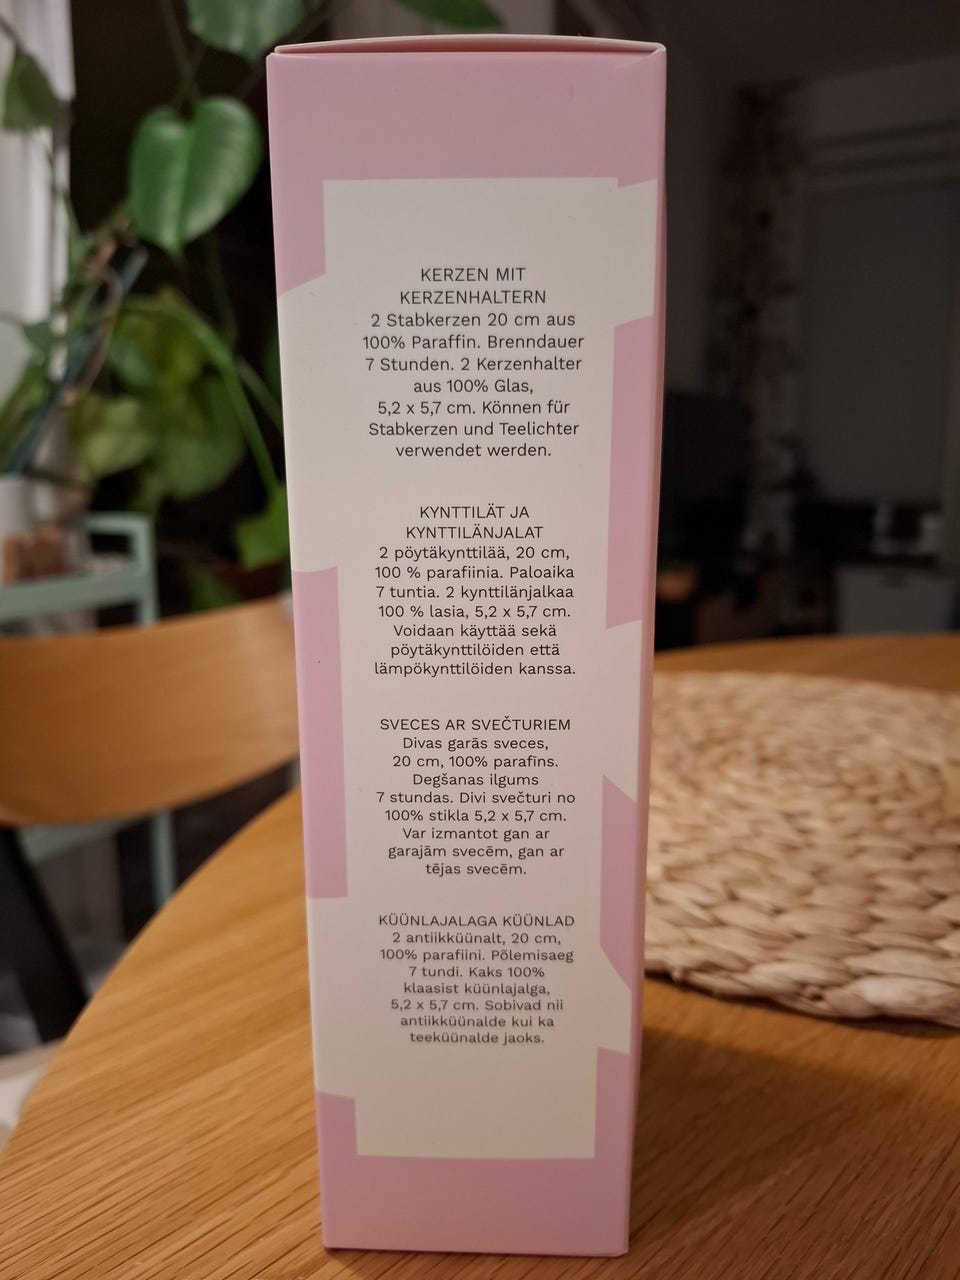 KERZEN MIT
KERZENHALTERN
2 Stabkerzen 20 cm aus
100% Paraffin. Brenndauer
7 Stunden. 2 Kerzenhalter
aus 100% Glas,
5,2 x 5,7 cm. Können für
Stabkerzen und Teelichter
verwendet werden.
KYNTTILÄT JA
KYNTTILÄNJALAT
2 pöytäkynttilää, 20 cm,
100 % parafiinia. Paloaika
7 tuntia. 2 kynttilänjalkaa
100 % lasia, 5,2 x 5,7 cm.
Voidaan käyttää sekä
pöytäkynttilöiden että
lämpökynttilöiden kanssa.
SVECES AR SVEČTURIEM
Divas garās sveces,
20 cm, 100% parafīns.
Degšanas ilgums
7 stundas. Divi svečturi no
100% stikla 5,2 x 5,7 cm.
Var izmantot gan ar
garajām svecēm, gan ar
tējas svecēm.
KÜÜNLAJALAGA KÜÜNLAD
2 antiikküünalt, 20 cm,
100% parafiini. Põlemisaeg
7 tundi. Kaks 100%
klaasist küünlajalga,
5,2 x 5,7 cm. Sobivad nii
antiikküünalde kui ka
teeküünalde jaoks.